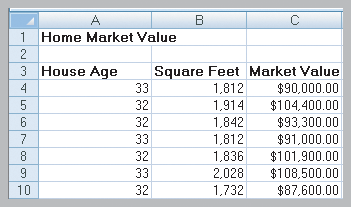 A B C
1 Home Market Value
2
3 House Age Square Feet Market Value
4 33 1,812 $90,000.00
5 32 1,914 $104,400.00
6 32 1,842 $93,300.00
7 33 1,812 $91,000.00
8 32 1,836 $101,900.00
9 33 2,028 $108,500.00
10 32 1,732 $87,600.00